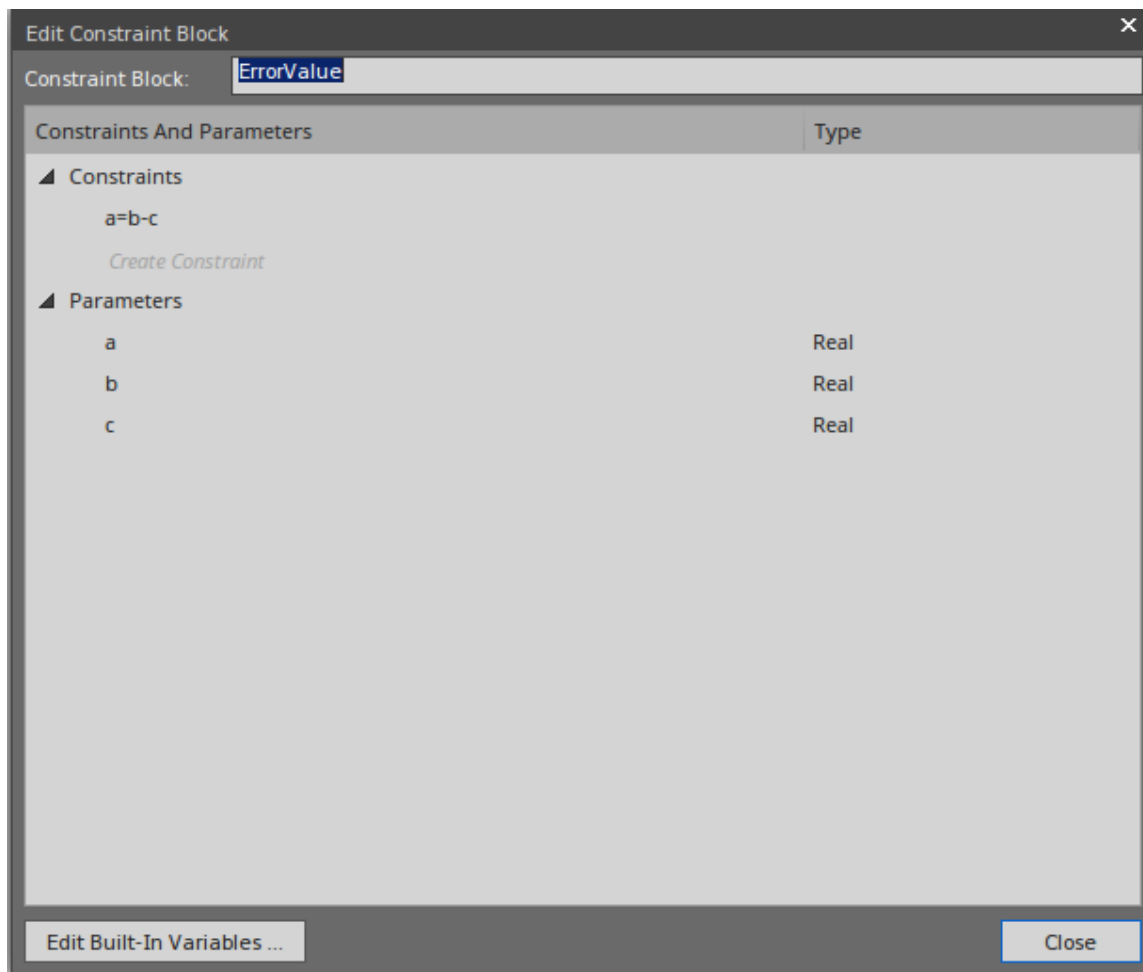 Edit Constraint Block
Constraint Block: ErrorValue
Constraints And Parameters Type
Constraints
a=b-c
Create Constraint
Parameters
a Real
b Real
c Real
Edit Built-In Variables ... Close